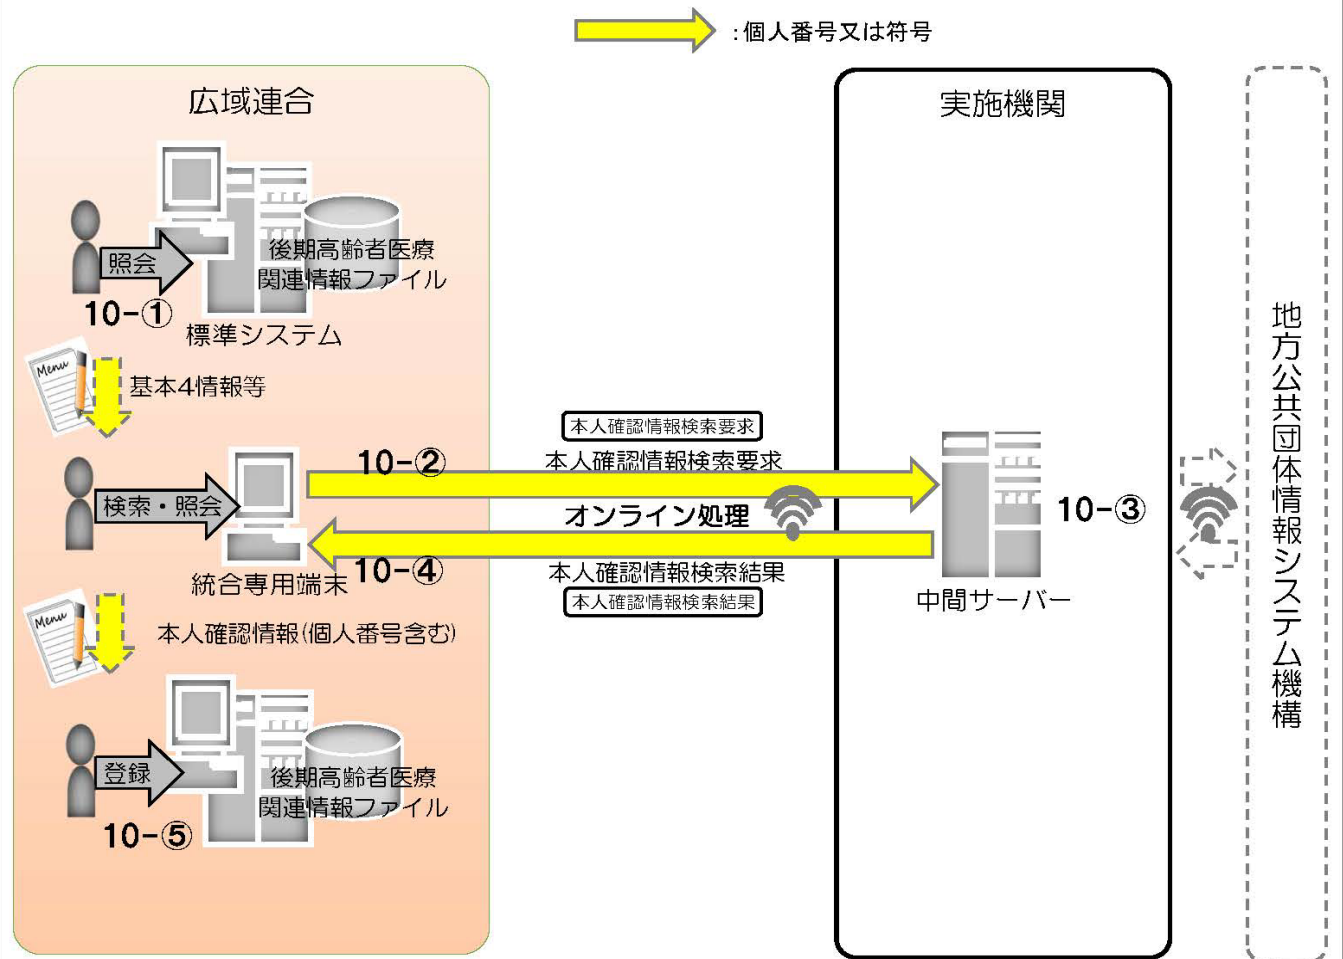 ：個人番号又は符号
広域連合
照会
10-①
後期高齢者医療
関連情報ファイル
標準システム
Menu
基本4情報等
検索・照会
統合専用端末
Menu
本人確認情報(個人番号含む)
登録
10-⑤
後期高齢者医療
関連情報ファイル
本人確認情報検索要求
10-②
本人確認情報検索要求
オンライン処理
10-④
本人確認情報検索結果
本人確認情報検索結果
実施機関
10-③
中間サーバー
地方公共団体情報システム機構